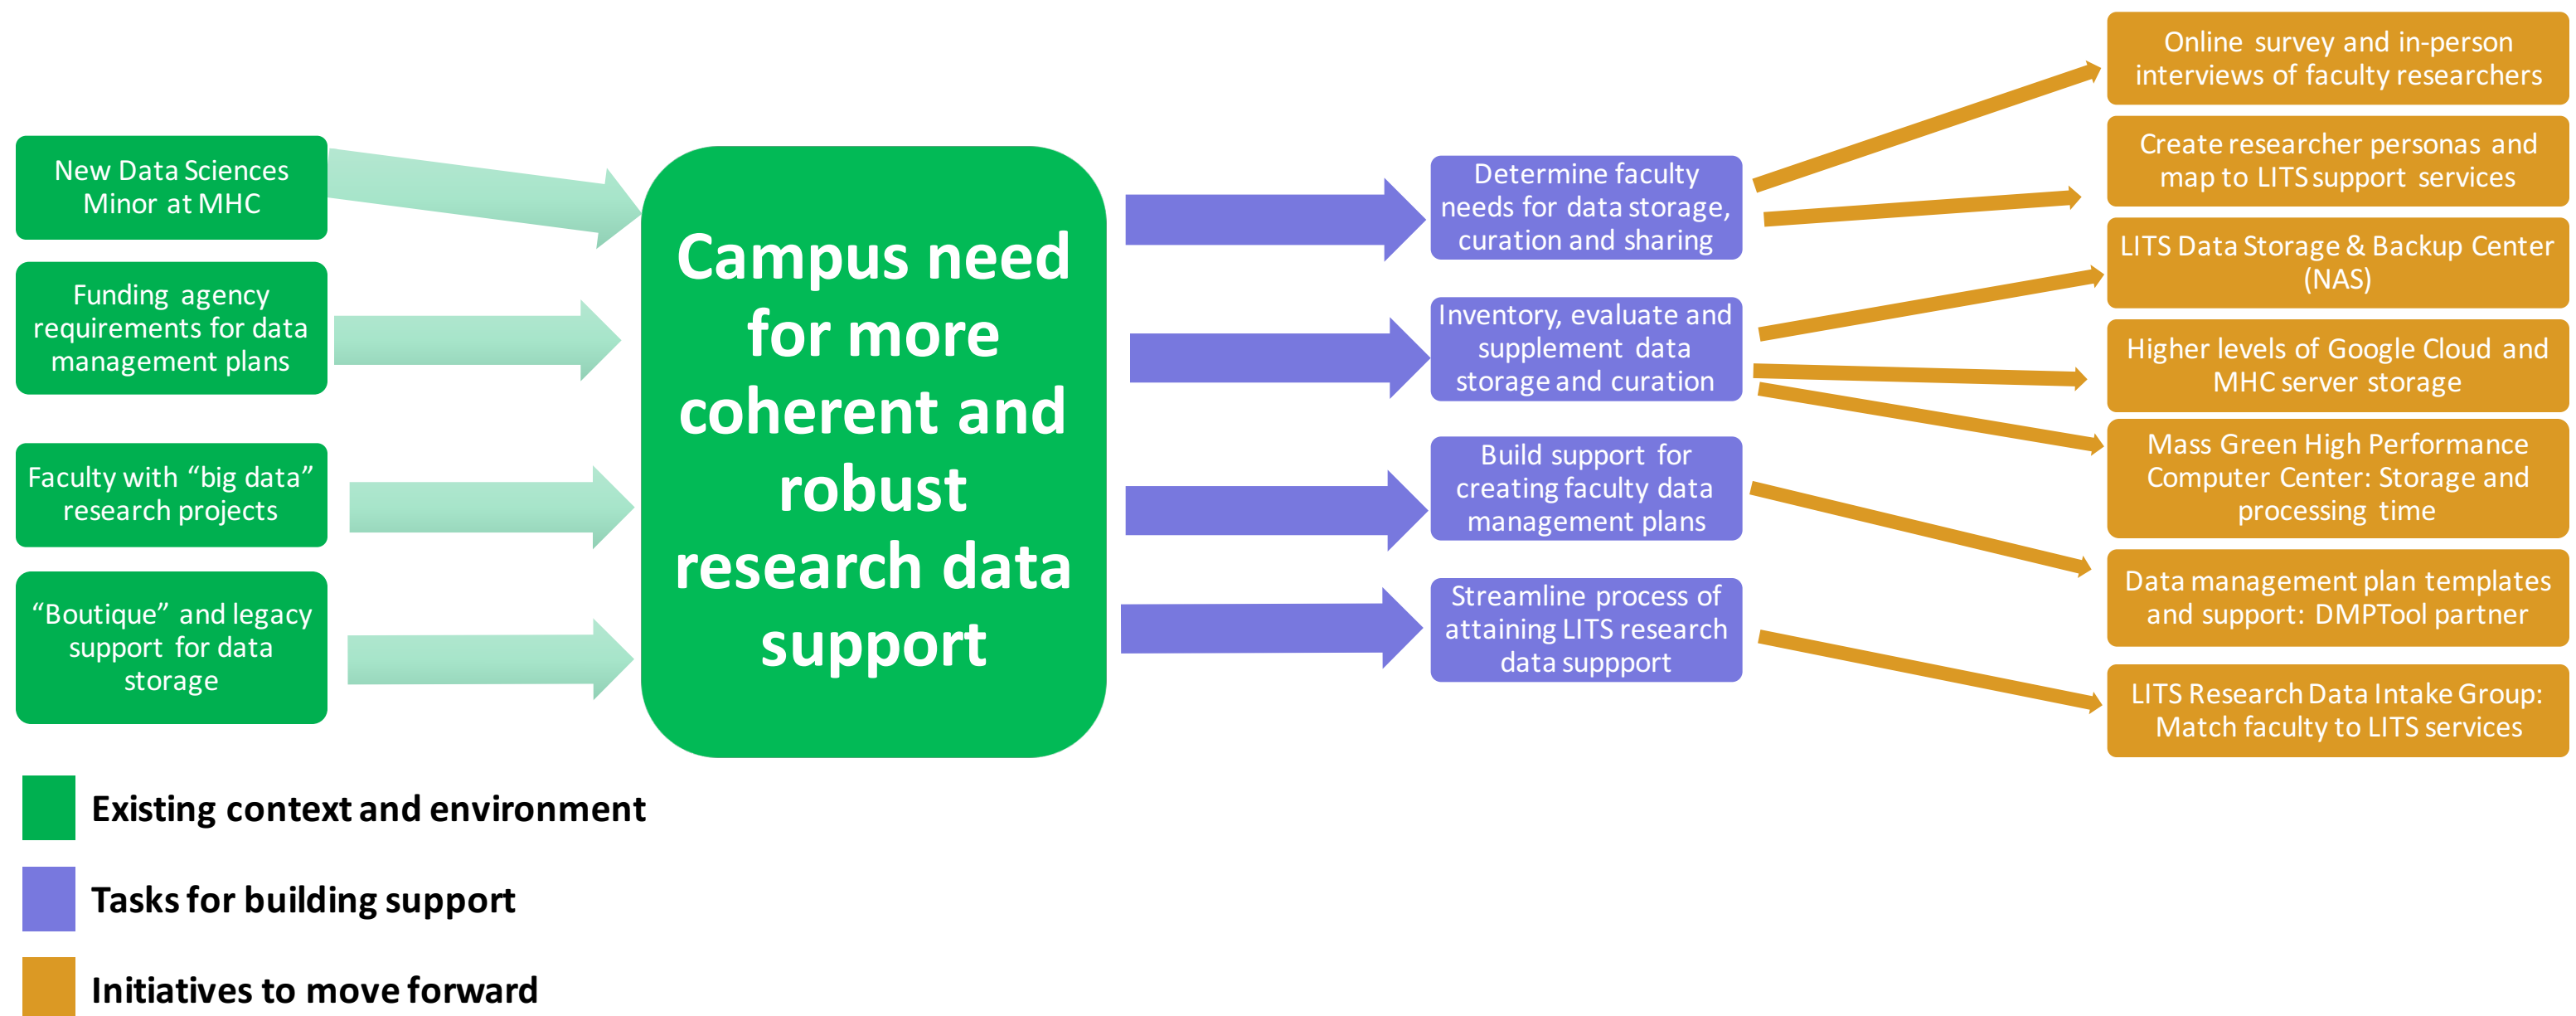 New Data Sciences
Minor at MHC
Funding agency
requirements for data
management plans
Faculty with “big data”
research projects
“Boutique” and legacy
support for data
storage
Campus need
for more
coherent and
robust
research data
support
Determine faculty
needs for data storage,
curation and sharing
Inventory, evaluate and
supplement data
storage and curation
Build support for
creating faculty data
management plans
Streamline process of
attaining LITS research
data suppport
Online survey and in-person
interviews of faculty researchers
Create researcher personas and
map to LITS support services
LITS Data Storage & Backup Center
(NAS)
Higher levels of Google Cloud and
MHC server storage
Mass Green High Performance
Computer Center: Storage and
processing time
Data management plan templates
and support: DMPTool partner
LITS Research Data Intake Group:
Match faculty to LITS services
Existing context and environment
Tasks for building support
Initiatives to move forward